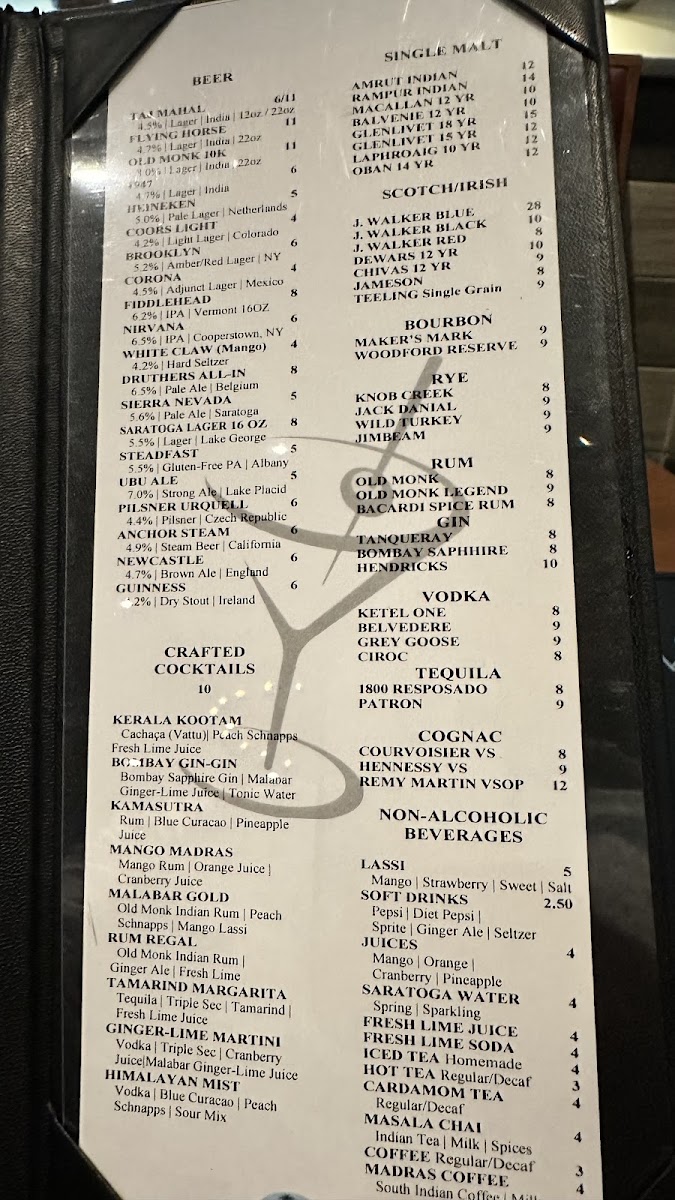 BEER
TAJ MAHAL 6/11
4.5% | Lager | India | 12oz / 22oz
FLYING HORSE 11
4.7% | Lager | India | 22oz
OLD MONK 10K 11
8.0% | Lager | India | 22oz
1947 6
4.7% | Lager | India
HEINEKEN 5
5.0% | Pale Lager | Netherlands
COORS LIGHT 4
4.2% | Light Lager | Colorado
BROOKLYN 6
5.2% | Amber/Red Lager | NY
CORONA 4
4.5% | Adjunct Lager | Mexico
FIDDLEHEAD 8
6.2% | IPA | Vermont 16OZ
NIRVANA 6
6.5% | IPA | Cooperstown, NY
WHITE CLAW (Mango) 4
4.2% | Hard Seltzer
DRUTHERS ALL-IN 8
6.5% | Pale Ale | Belgium
SIERRA NEVADA 5
5.6% | Pale Ale | Saratoga
SARATOGA LAGER 16 OZ 8
5.5% | Lager | Lake George
STEADFAST 5
5.5% | Gluten-Free PA | Albany
UBU ALE 5
7.0% | Strong Ale | Lake Placid
PILSNER URQUELL 6
4.4% | Pilsner | Czech Republic
ANCHOR STEAM 6
4.9% | Steam Beer | California
NEWCASTLE 6
4.7% | Brown Ale | England
GUINNESS 6
.2% | Dry Stout | Ireland
CRAFTED
COCKTAILS
10
KERALA KOOTAM
Cachaça (Vattu)| Peach Schnapps
Fresh Lime Juice
BOMBAY GIN-GIN
Bombay Sapphire Gin | Malabar
Ginger-Lime Juice | Tonic Water
KAMASUTRA
Rum | Blue Curacao | Pineapple
Juice
MANGO MADRAS
Mango Rum | Orange Juice |
Cranberry Juice
MALABAR GOLD
Old Monk Indian Rum | Peach
Schnapps | Mango Lassi
RUM REGAL
Old Monk Indian Rum |
Ginger Ale | Fresh Lime
TAMARIND MARGARITA
Tequila | Triple Sec | Tamarind |
Fresh Lime Juice
GINGER-LIME MARTINI
Vodka | Triple Sec | Cranberry
Juice|Malabar Ginger-Lime Juice
HIMALAYAN MIST
Vodka | Blue Curacao | Peach
Schnapps | Sour Mix
SINGLE MALT
AMRUT INDIAN 12
RAMPUR INDIAN 14
MACALLAN 12 YR 10
BALVENIE 12 YR 10
GLENLIVET 18 YR 15
GLENLIVET 15 YR 12
LAPHROAIG 10 YR 12
OBAN 14 YR 12
SCOTCH/IRISH
J. WALKER BLUE 28
J. WALKER BLACK 10
J. WALKER RED 8
DEWARS 12 YR 10
CHIVAS 12 YR 9
JAMESON 8
TEELING Single Grain 9
BOURBON
MAKER'S MARK 9
WOODFORD RESERVE 9
RYE
KNOB CREEK 8
JACK DANIAL 9
WILD TURKEY 9
JIMBEAM 9
RUM
OLD MONK 8
OLD MONK LEGEND 9
BACARDI SPICE RUM 8
GIN
TANQUERAY 8
BOMBAY SAPHHIRE 8
HENDRICKS 10
VODKA
KETEL ONE 8
BELVEDERE 9
GREY GOOSE 9
CIROC 8
TEQUILA
1800 RESPOSADO 8
PATRON 9
COGNAC
COURVOISIER VS 8
HENNESSY VS 9
REMY MARTIN VSOP 12
NON-ALCOHOLIC
BEVERAGES
LASSI 5
Mango | Strawberry | Sweet | Salt
SOFT DRINKS 2.50
Pepsi | Diet Pepsi |
Sprite | Ginger Ale | Seltzer
JUICES 4
Mango | Orange |
Cranberry | Pineapple
SARATOGA WATER 4
Spring | Sparkling
FRESH LIME JUICE 4
FRESH LIME SODA 4
ICED TEA Homemade 4
HOT TEA Regular/Decaf 3
CARDAMOM TEA 4
Regular/Decaf
MASALA CHAI 4
Indian Tea | Milk | Spices
COFFEE Regular/Decaf 3
MADRAS COFFEE 4
South Indian Coffee | Milk